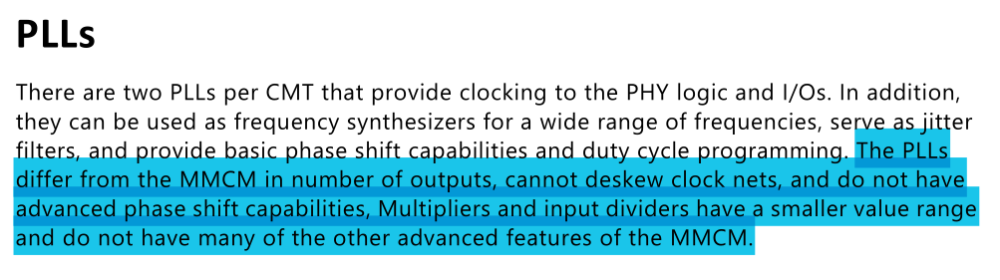 PLLs
There are two PLLs per CMT that provide clocking to the PHY logic and I/Os. In addition,
they can be used as frequency synthesizers for a wide range of frequencies, serve as jitter
filters, and provide basic phase shift capabilities and duty cycle programming. The PLLs
differ from the MMCM in number of outputs, cannot deskew clock nets, and do not have
advanced phase shift capabilities, Multipliers and input dividers have a smaller value range
and do not have many of the other advanced features of the MMCM.